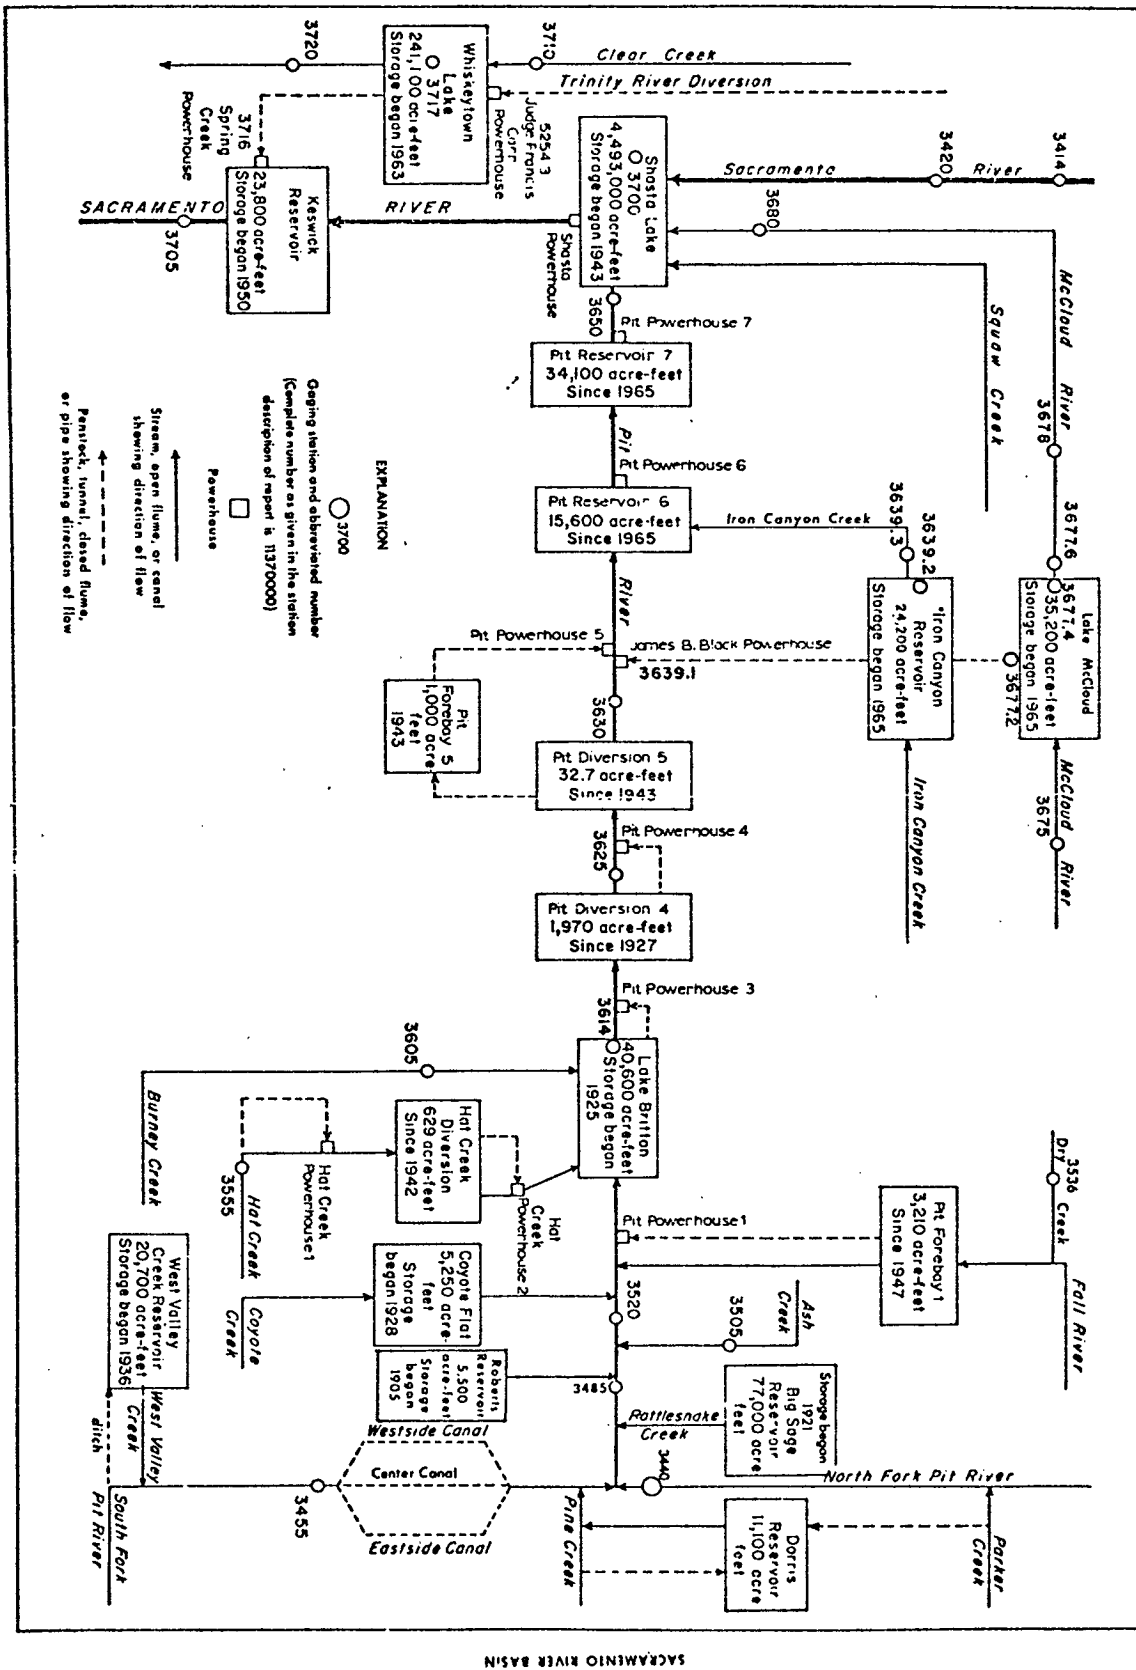 3720
3710
Clear Creek
Trinity River Diversion
Whiskeytown
Lake
3717
241,100 acre-feet
Storage began 1963
5254 3
Judge Francis
Carr
Powerhouse
3716
Spring
Creek
Powerhouse
Keswick
Reservoir
23,800 acre-feet
Storage began 1950
SACRAMENTO
RIVER
3705
Shasta Lake
3700
4,493,000 acre-feet
Storage began 1943
Shasta
Powerhouse
3414
3420
Sacramento
River
3680
McCloud River
Squaw Creek
3678
3677.6
Lake McCloud
3677.4
35,200 acre-feet
Storage began 1965
3677.2
McCloud River
3675
3650
Pit Powerhouse 7
Pit Reservoir 7
34,100 acre-feet
Since 1965
Pit
Pit Powerhouse 6
Pit Reservoir 6
15,600 acre-feet
Since 1965
Iron Canyon Creek
3639.3
3639.2
"Iron Canyon
Reservoir
24,200 acre-feet
Storage began 1965
Iron Canyon Creek
River
Pit Powerhouse 5
James B. Black Powerhouse
3639.1
Pit
Forebay 5
1,000 acre
feet
1943
3630
Pit Diversion 5
32.7 acre-feet
Since 1943
Pit Powerhouse 4
3625
Pit Diversion 4
1,970 acre-feet
Since 1927
Pit Powerhouse 3
3614
Lake Britton
40,600 acre-feet
Storage began
1925
3605
Burney Creek
Hat Creek
Diversion
629 acre-feet
Since 1942
Hat Creek
Powerhouse 1
3555
Hat Creek
Hat
Creek
Powerhouse 2
Pit Powerhouse 1
3536
Dry Creek
Pit Forebay 1
3,210 acre-feet
Since 1947
Fall River
Coyote Flat
5,250 acre-
feet
Storage
began 1928
Coyote
Creek
3520
Ash
Creek
3505
Roberts
Reservoir
5,500
acre-feet
Storage
began
1905
3485
Storage began
1921
Big Sage
Reservoir
77,000 acre
feet
Rattlesnake
Creek
West Valley
Creek Reservoir
20,700 acre-feet
Storage began 1936
West Valley
Creek
ditch
South Fork
Pit River
3455
Westside Canal
Center Canal
Eastside Canal
3440
North Fork Pit River
Pine Creek
Dorris
Reservoir
11,100 acre
feet
Parker
Creek
EXPLANATION
3700
Gaging station and abbreviated number
(Complete number as given in the station
description of report is 11370000)
Powerhouse
Stream, open flume, or canal
showing direction of flow
Penstock, tunnel, closed flume,
or pipe showing direction of flow
SACRAMENTO RIVER BASIN